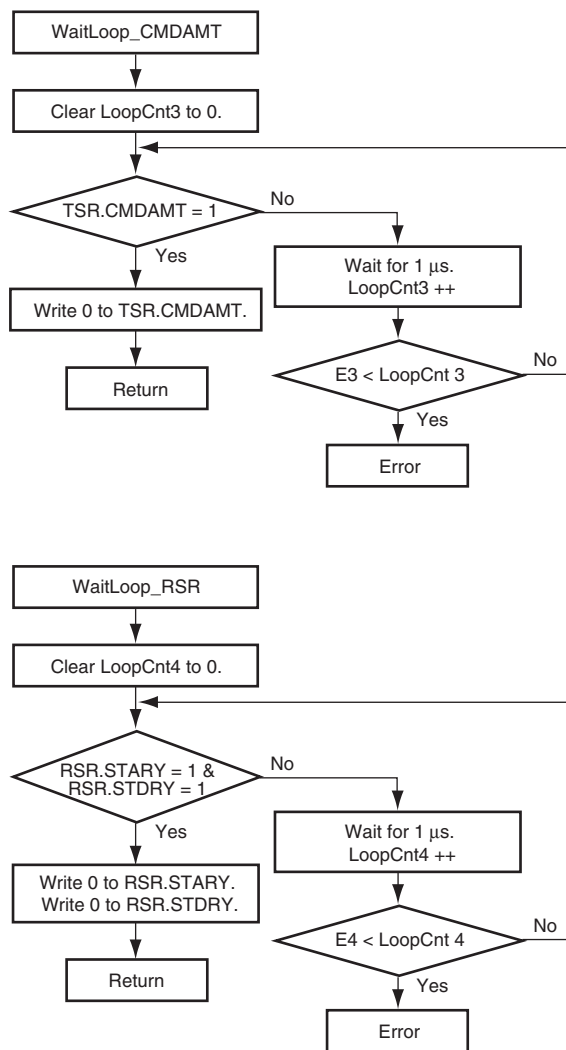 WaitLoop_CMDAMT
Clear LoopCnt3 to 0.
TSR.CMDAMT = 1
No
Yes
Wait for 1 μs.
LoopCnt3 ++
Write 0 to TSR.CMDAMT.
Return
E3 < LoopCnt 3
No
Yes
Error
WaitLoop_RSR
Clear LoopCnt4 to 0.
RSR.STARY = 1 &
RSR.STDRY = 1
No
Yes
Wait for 1 μs.
LoopCnt4 ++
Write 0 to RSR.STARY.
Write 0 to RSR.STDRY.
E4 < LoopCnt 4
No
Return
Yes
Error